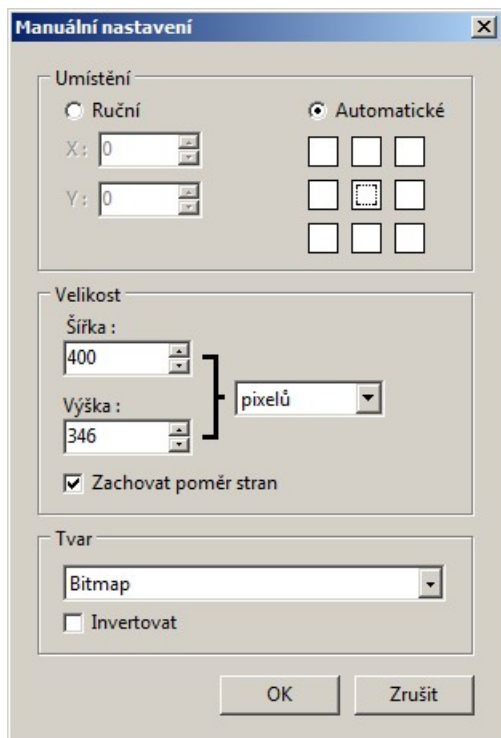 Manuální nastavení
Umístění
Ruční
Automatické
X: 0
Y: 0
Velikost
Šířka :
400
pixelů
Výška :
346
Zachovat poměr stran
Tvar
Bitmap
Invertovat
OK
Zrušit